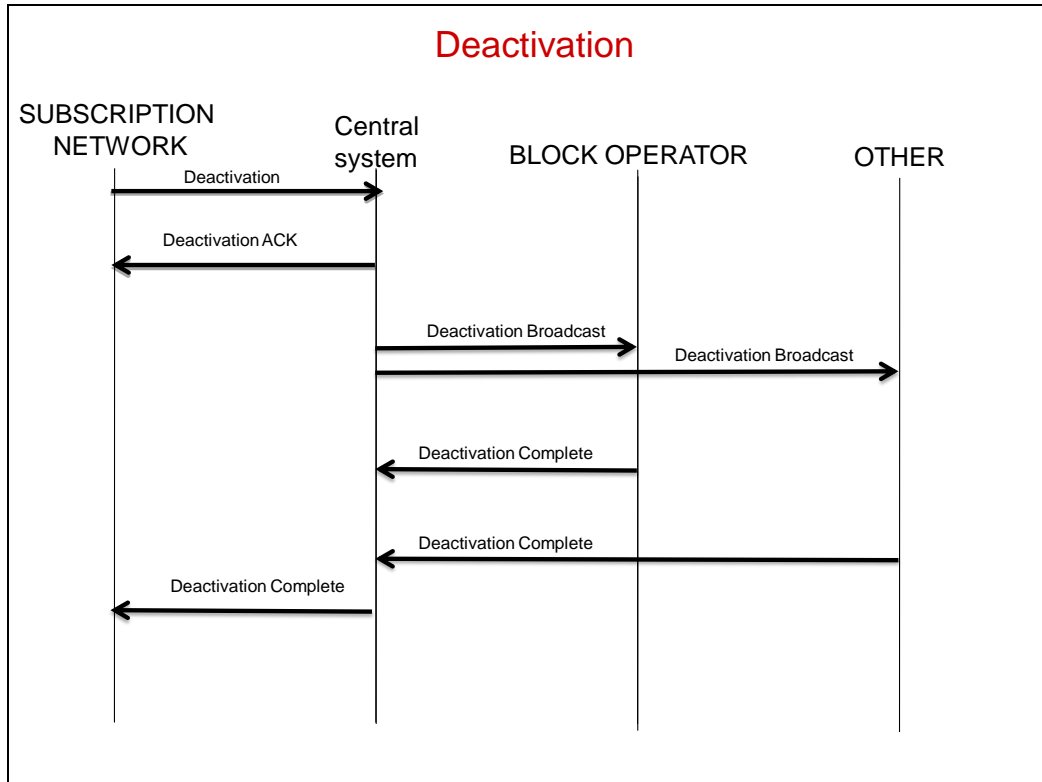 Deactivation
SUBSCRIPTION
NETWORK
Central
system
BLOCK OPERATOR
OTHER
Deactivation
Deactivation ACK
Deactivation Broadcast
Deactivation Broadcast
Deactivation Complete
Deactivation Complete
Deactivation Complete